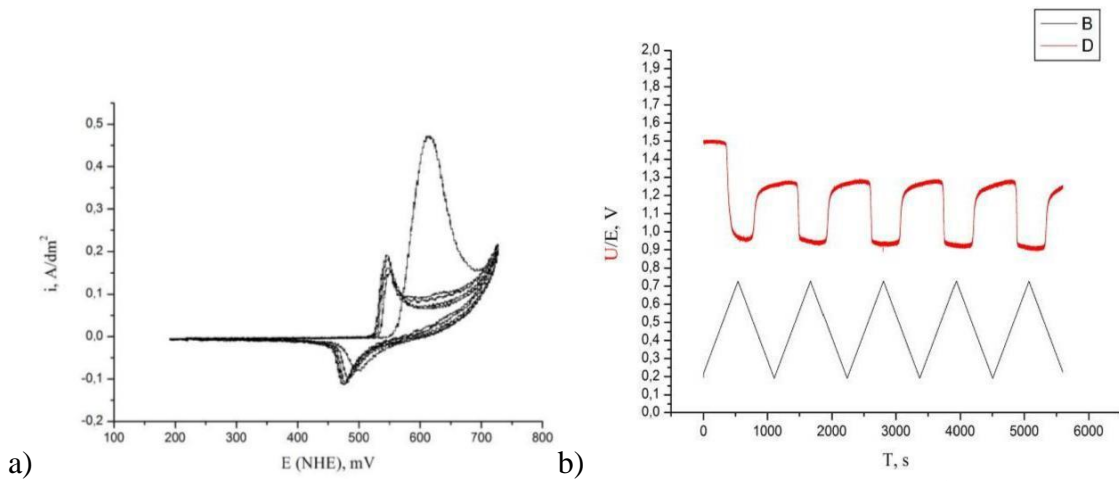 B
D
0,5
0,4
0,3
0,2
0,1
0,0
-0,1
-0,2
i, A/dm²
100 200 300 400 500 600 700 800
E (NHE), mV
a)
2,0
1,9
1,8
1,7
1,6
1,5
1,4
1,3
1,2
1,1
1,0
0,9
0,8
0,7
0,6
0,5
0,4
0,3
0,2
0,1
0,0
U/E, V
0 1000 2000 3000 4000 5000 6000
T, s
b)